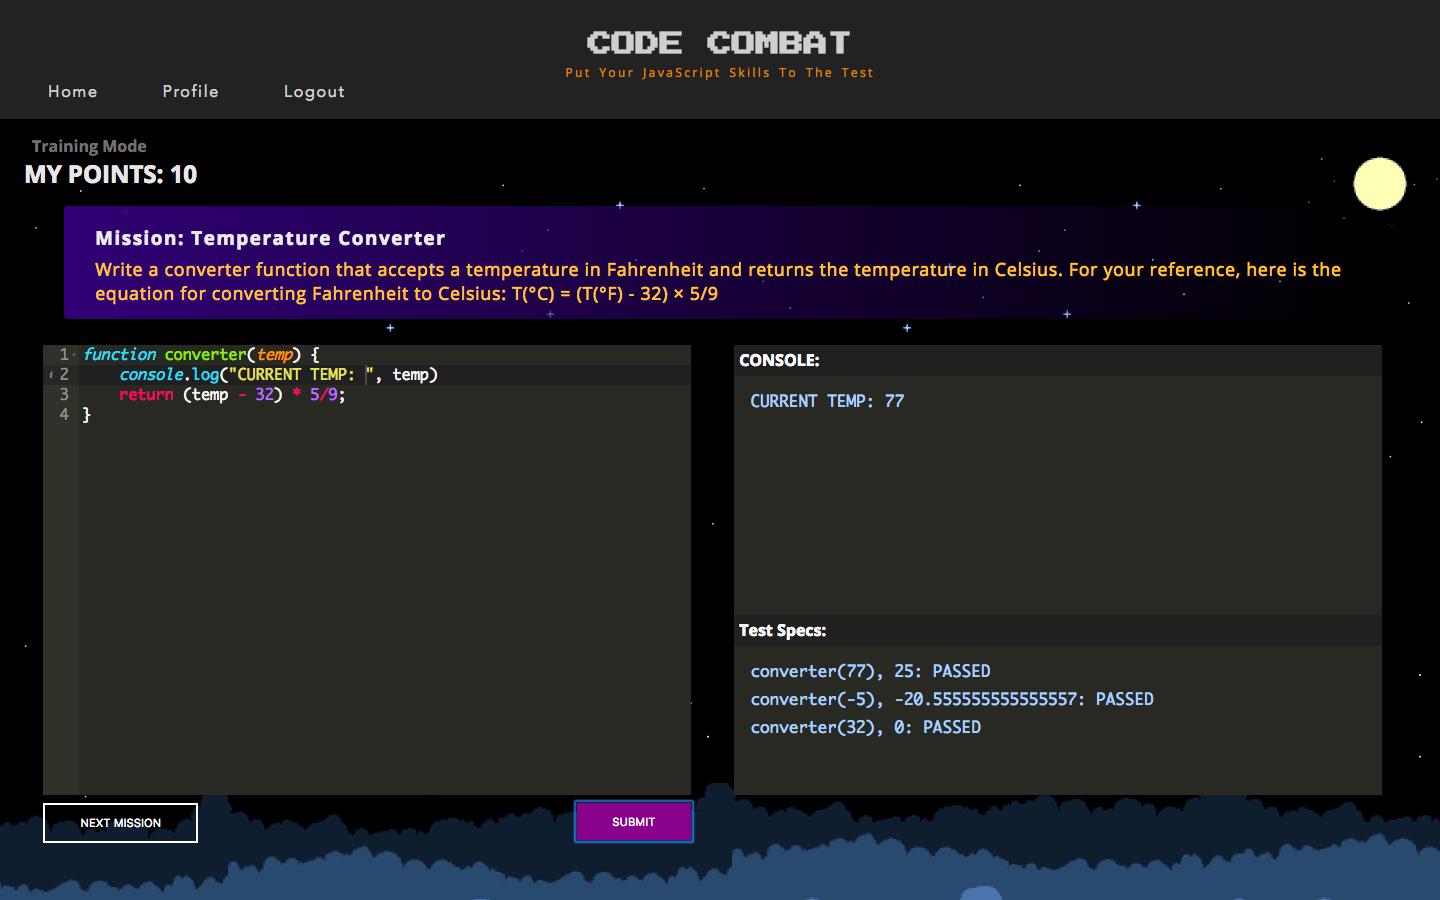 CODE COMBAT
Put Your JavaScript Skills To The Test
Home Profile Logout
Training Mode
MY POINTS: 10
Mission: Temperature Converter
Write a converter function that accepts a temperature in Fahrenheit and returns the temperature in Celsius. For your reference, here is the
equation for converting Fahrenheit to Celsius: T(°C) = (T(°F) - 32) × 5/9
1 function converter(temp) {
i 2 console.log("CURRENT TEMP: ", temp)
3 return (temp - 32) * 5/9;
4 }
CONSOLE:
CURRENT TEMP: 77
Test Specs:
converter(77), 25: PASSED
converter(-5), -20.555555555555557: PASSED
converter(32), 0: PASSED
NEXT MISSION
SUBMIT